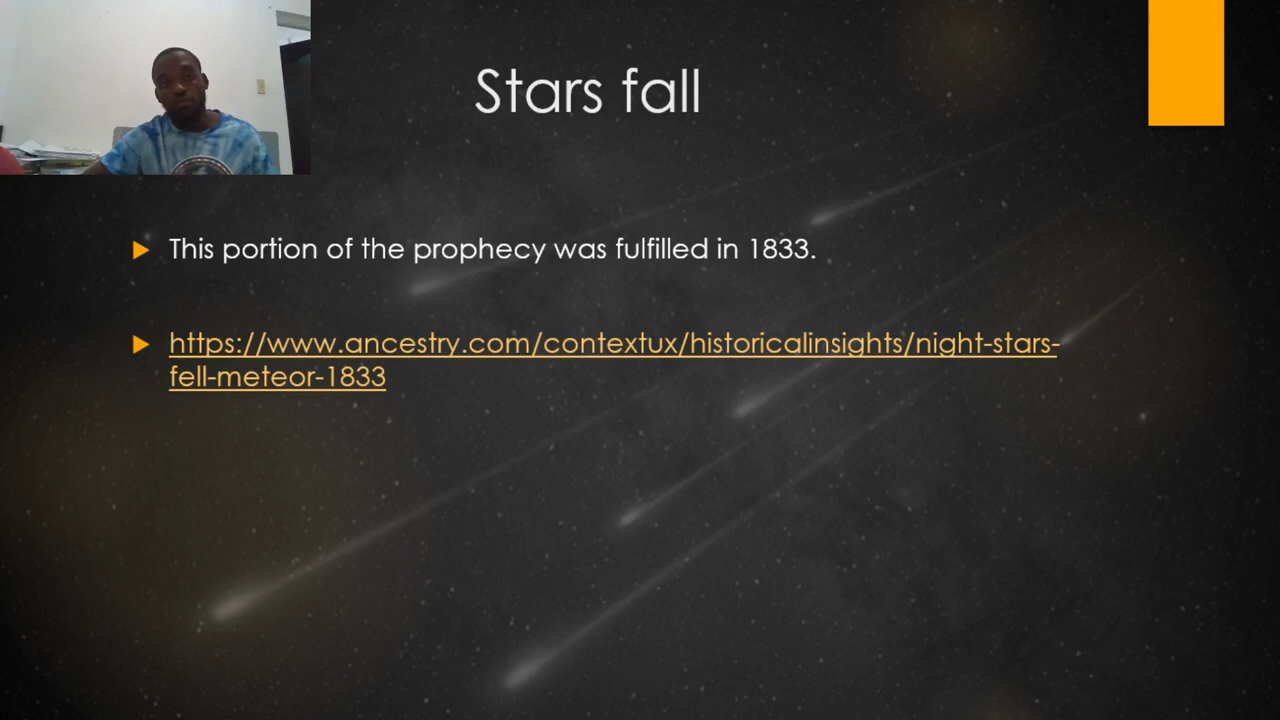 Stars fall
This portion of the prophecy was fulfilled in 1833.
https://www.ancestry.com/contextux/historicalinsights/night-stars-
fell-meteor-1833